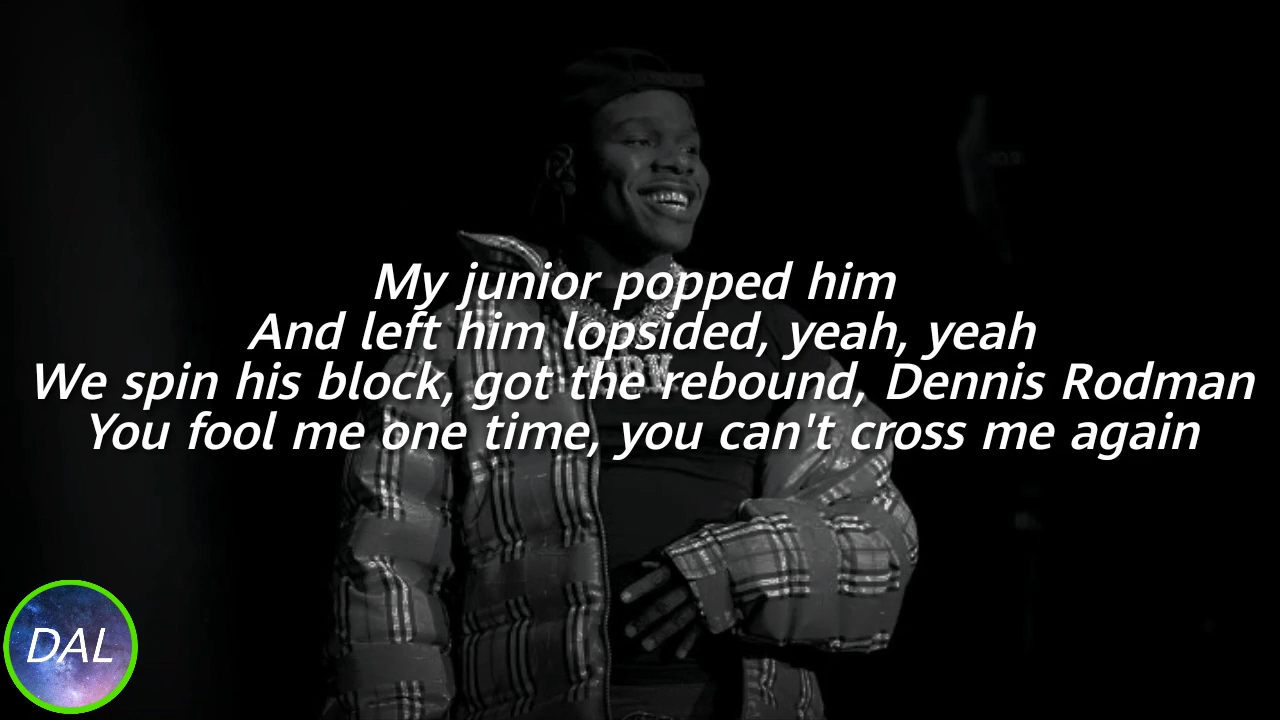 My junior popped him
And left him lopsided, yeah, yeah
We spin his block, got the rebound, Dennis Rodman
You fool me one time, you can't cross me again
DAL